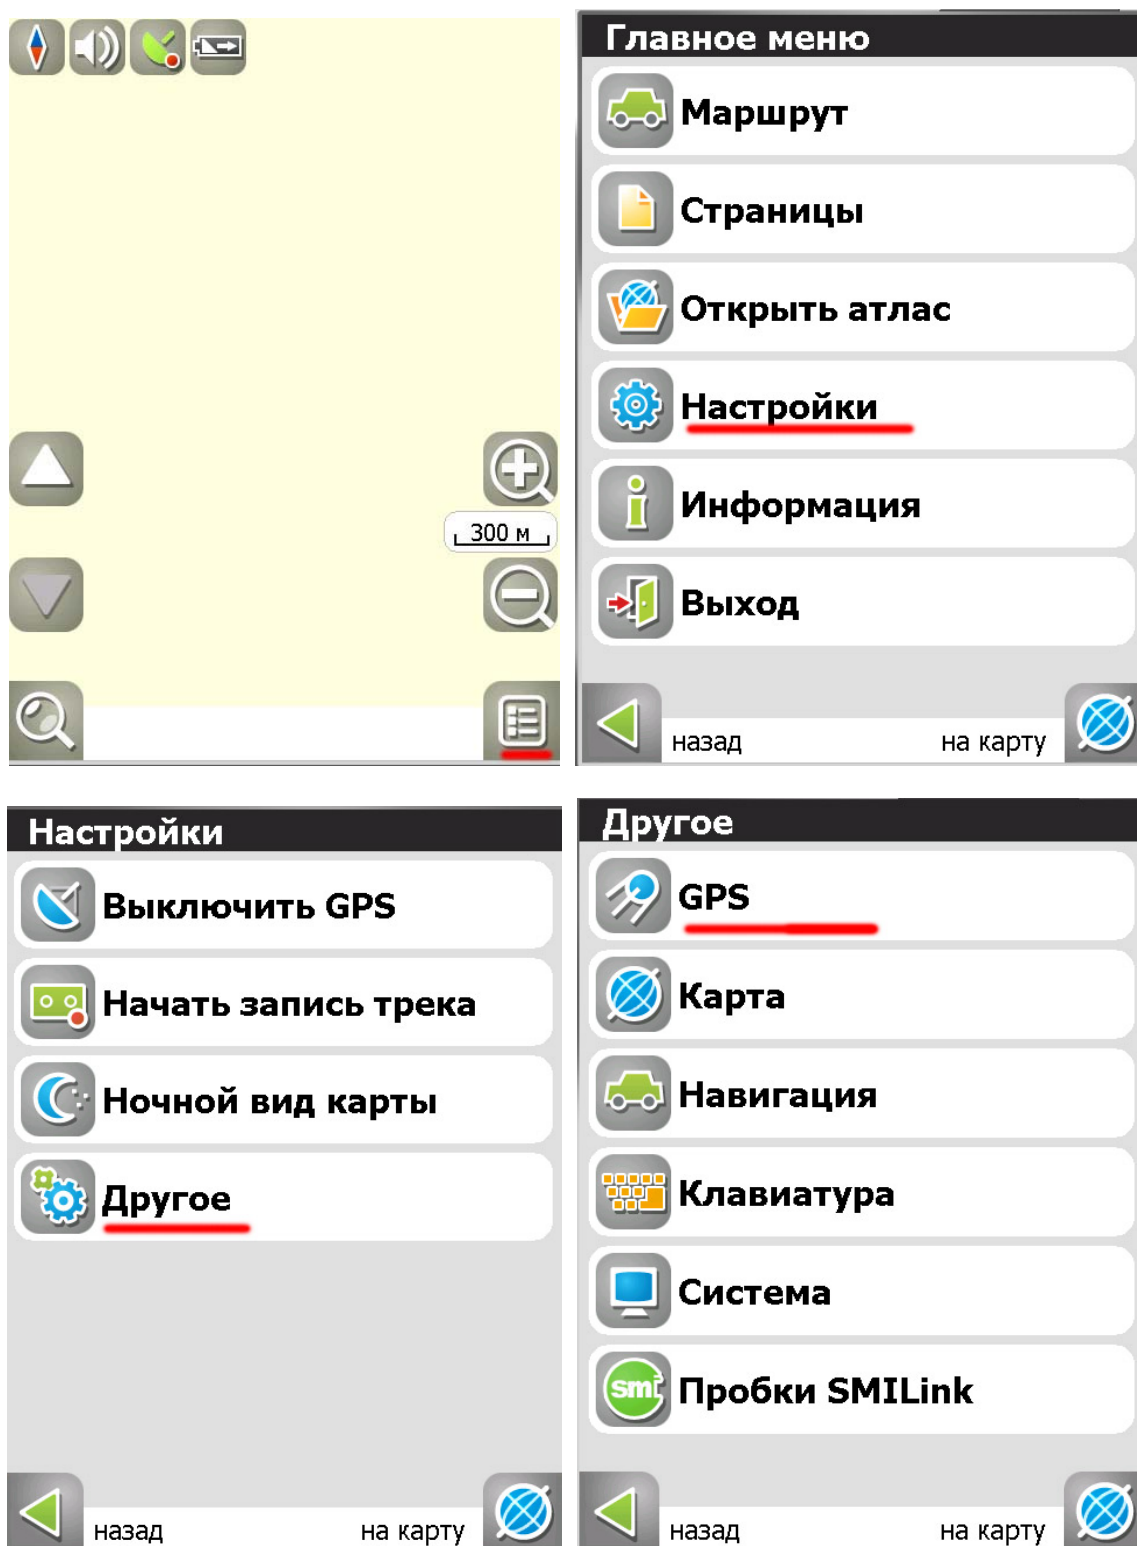 300 м
Главное меню
Маршрут
Страницы
Открыть атлас
Настройки
Информация
Выход
назад
на карту
Настройки
Выключить GPS
Начать запись трека
Ночной вид карты
Другое
назад
на карту
Другое
GPS
Карта
Навигация
Клавиатура
Система
smi
Пробки SMILink
назад
на карту